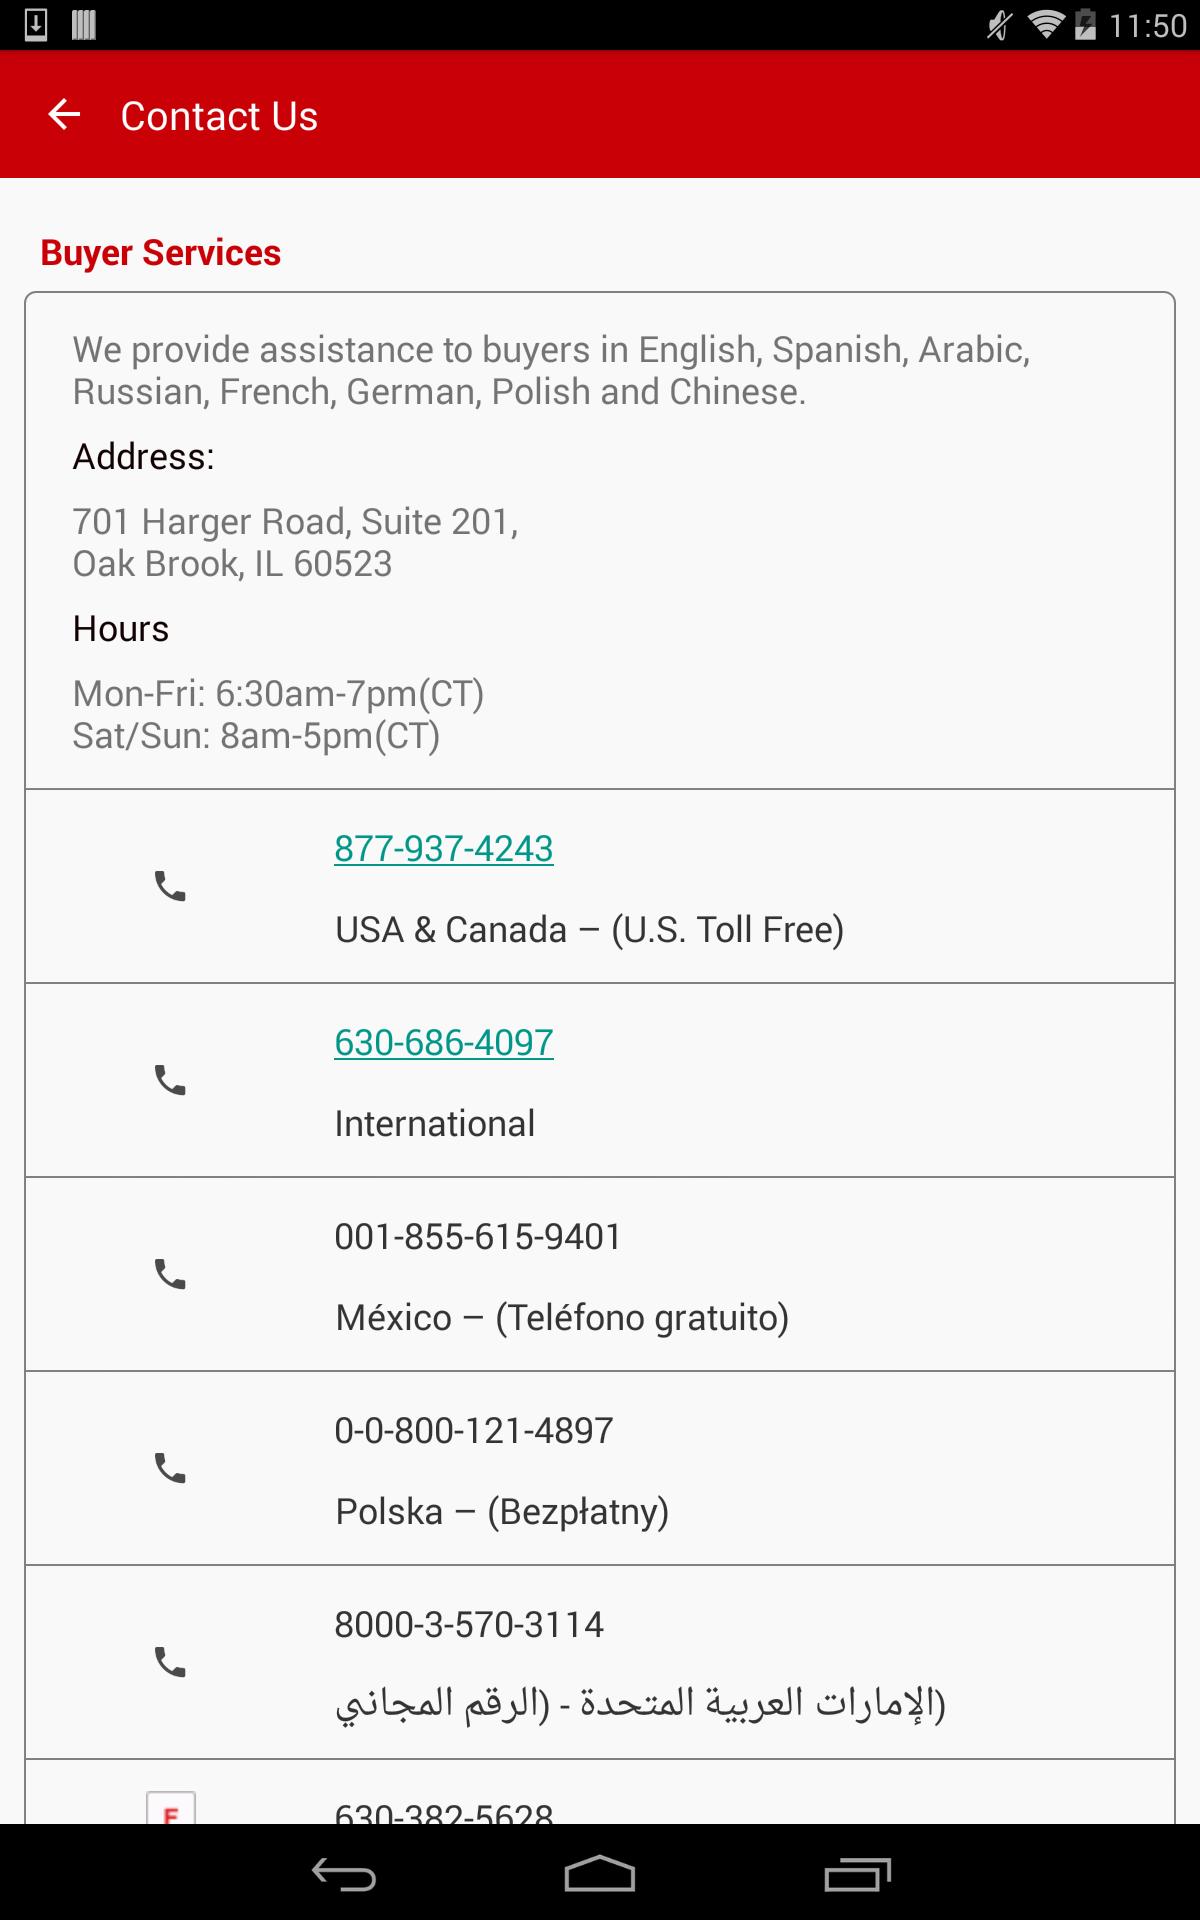 11:50
Contact Us
Buyer Services
We provide assistance to buyers in English, Spanish, Arabic,
Russian, French, German, Polish and Chinese.
Address:
701 Harger Road, Suite 201,
Oak Brook, IL 60523
Hours
Mon-Fri: 6:30am-7pm(CT)
Sat/Sun: 8am-5pm(CT)
877-937-4243
USA & Canada – (U.S. Toll Free)
630-686-4097
International
001-855-615-9401
México – (Teléfono gratuito)
0-0-800-121-4897
Polska – (Bezpłatny)
8000-3-570-3114
الإمارات العربية المتحدة - (الرقم المجاني)
630-382-5628